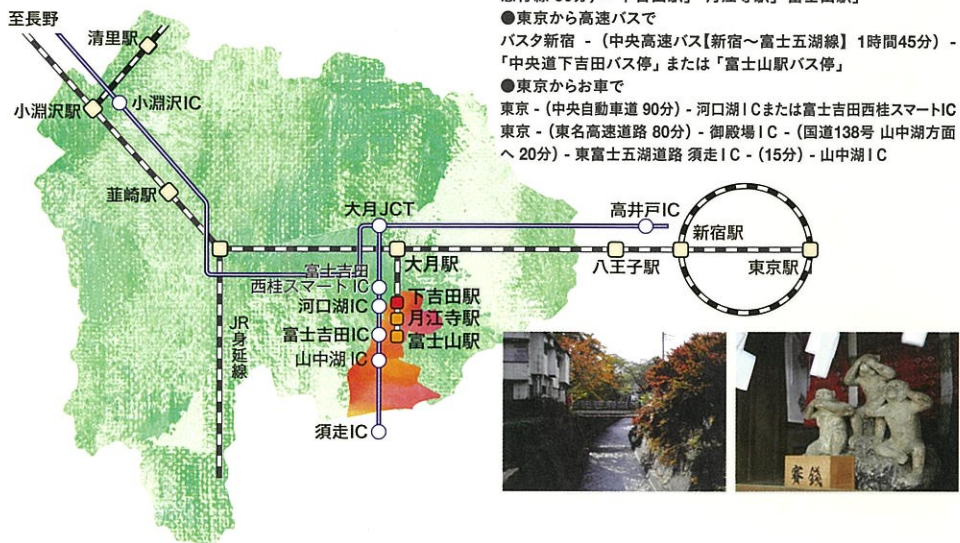 ●東京から高速バスで
バスタ新宿 - (中央高速バス【新宿～富士五湖線】 1時間45分) -
「中央道下吉田バス停」 または 「富士山駅バス停」
●東京からお車で
東京 - (中央自動車道 90分) - 河口湖ICまたは富士吉田西桂スマートIC
東京 - (東名高速道路 80分) - 御殿場IC - (国道138号 山中湖方面
へ 20分) - 東富士五湖道路 須走IC - (15分) - 山中湖IC
至長野
清里駅
小淵沢駅
小淵沢IC
韮崎駅
大月JCT
高井戸IC
新宿駅
大月駅
八王子駅
東京駅
富士吉田
西桂スマートIC
下吉田駅
河口湖IC
月江寺駅
富士吉田IC
富士山駅
山中湖IC
JR身延線
須走IC
賽銭